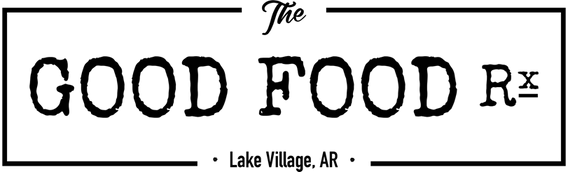 The
GOOD FOOD Rx
• Lake Village, AR •